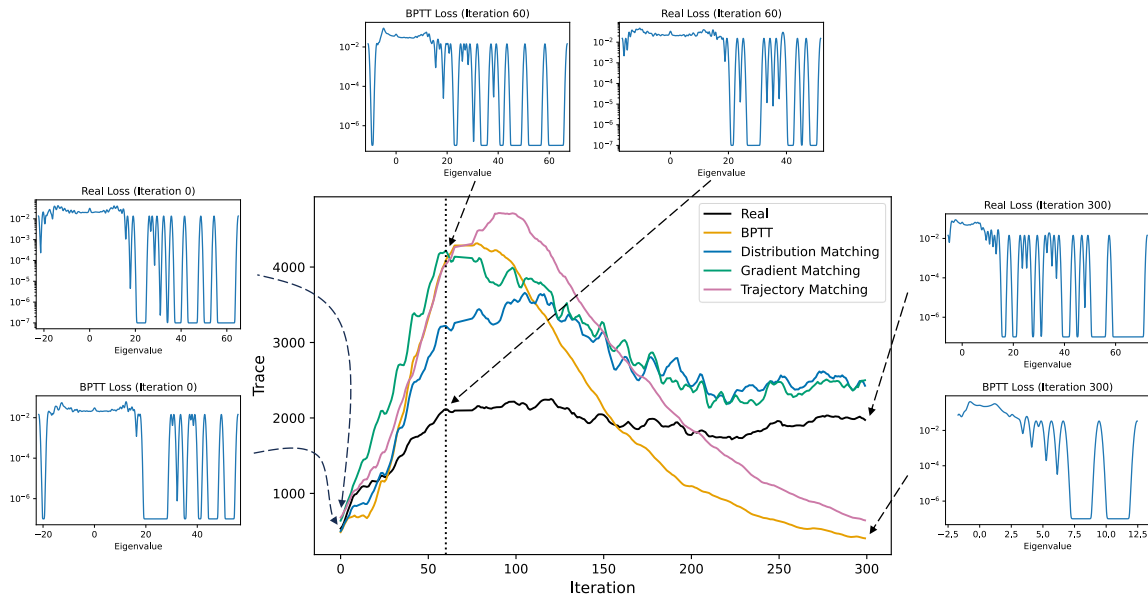 BPTT Loss (Iteration 60)
10⁻²
10⁻⁴
10⁻⁶
0 20 40 60
Eigenvalue
Real Loss (Iteration 60)
10⁻²
10⁻³
10⁻⁴
10⁻⁵
10⁻⁶
10⁻⁷
0 20 40
Eigenvalue
Real Loss (Iteration 0)
10⁻²
10⁻³
10⁻⁴
10⁻⁵
10⁻⁶
10⁻⁷
−20 0 20 40 60
Eigenvalue
BPTT Loss (Iteration 0)
10⁻²
10⁻⁴
10⁻⁶
−20 0 20 40
Eigenvalue
Trace
4000
3000
2000
1000
0 50 100 150 200 250 300
Iteration
Real
BPTT
Distribution Matching
Gradient Matching
Trajectory Matching
Real Loss (Iteration 300)
10⁻²
10⁻⁴
10⁻⁶
0 20 40 60
Eigenvalue
BPTT Loss (Iteration 300)
10⁻²
10⁻⁴
10⁻⁶
−2.5 0.0 2.5 5.0 7.5 10.0 12.5
Eigenvalue